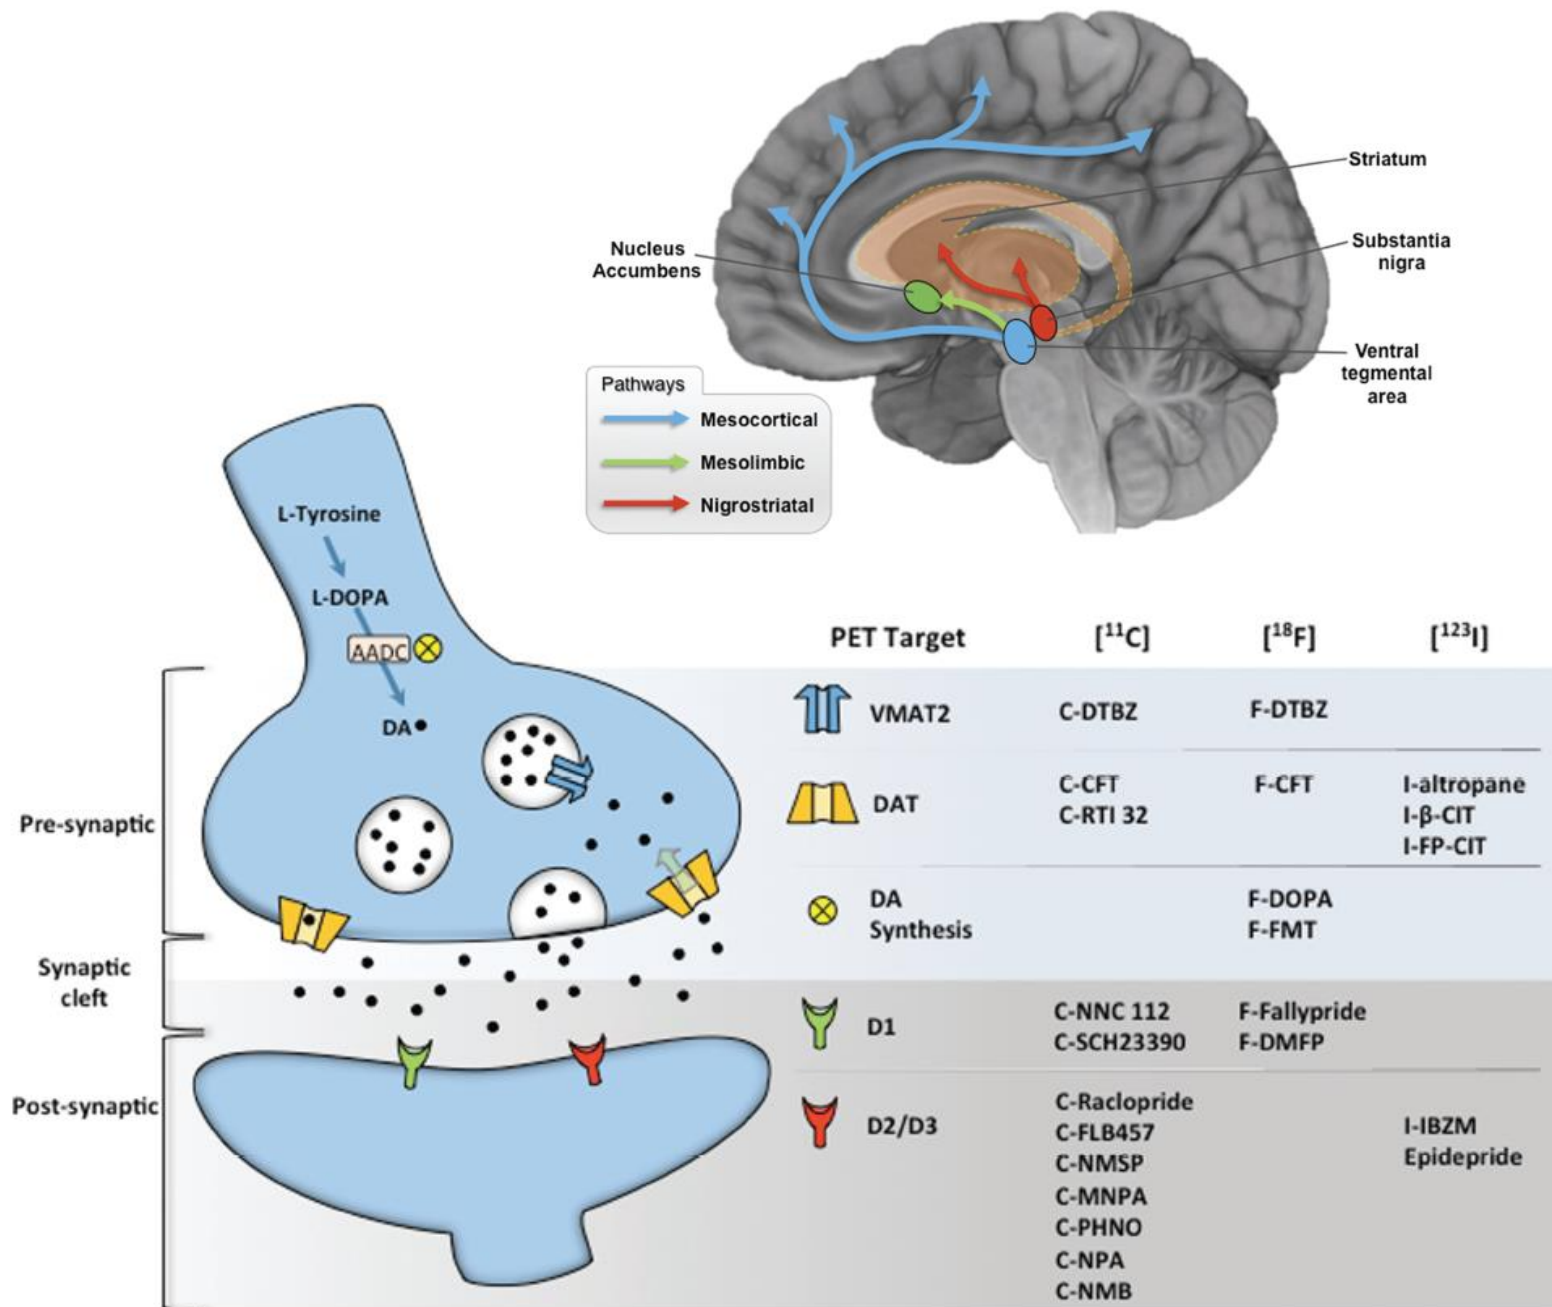 Striatum
Nucleus
Accumbens
Substantia
nigra
Ventral
tegmental
area
Pathways
Mesocortical
Mesolimbic
Nigrostriatal
L-Tyrosine
L-DOPA
AADC
DA
Pre-synaptic
Synaptic
cleft
Post-synaptic
PET Target [¹¹C] [¹⁸F] [¹²³I]
VMAT2 C-DTBZ F-DTBZ
DAT C-CFT F-CFT I-altropane
C-RTI 32 I-β-CIT
I-FP-CIT
DA F-DOPA
Synthesis F-FMT
D1 C-NNC 112 F-Fallypride
C-SCH23390 F-DMFP
D2/D3 C-Raclopride
C-FLB457 I-IBZM
C-NMSP Epidepride
C-MNPA
C-PHNO
C-NPA
C-NMB